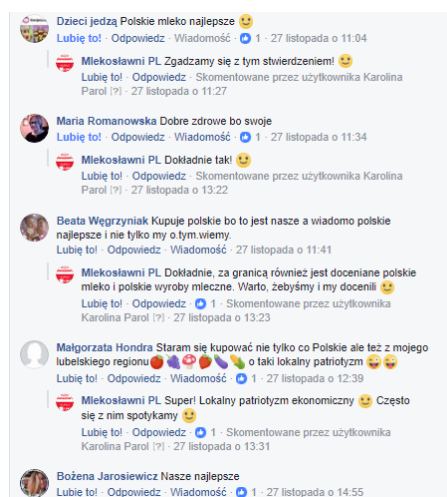 Dzieci jedzą Polskie mleko najlepsze 🙂
Lubię to! · Odpowiedz · Wiadomość · 1 · 27 listopada o 11:04
Mlekosławni PL Zgadzamy się z tym stwierdzeniem! 🙂
Lubię to! · Odpowiedz · Skomentowane przez użytkownika Karolina
Parol [?] · 27 listopada o 11:27
Maria Romanowska Dobre zdrowe bo swoje
Lubię to! · Odpowiedz · Wiadomość · 1 · 27 listopada o 11:34
Mlekosławni PL Dokładnie tak! 🙂
Lubię to! · Odpowiedz · Skomentowane przez użytkownika Karolina
Parol [?] · 27 listopada o 13:22
Beata Węgrzyniak Kupuje polskie bo to jest nasze a wiadomo polskie
najlepsze i nie tylko my o.tym.wiemy.
Lubię to! · Odpowiedz · Wiadomość · 27 listopada o 11:41
Mlekosławni PL Dokładnie, za granicą również jest doceniane polskie
mleko i polskie wyroby mleczne. Warto, żebyśmy i my docenili 🙂
Lubię to! · Odpowiedz · 1 · Skomentowane przez użytkownika
Karolina Parol [?] · 27 listopada o 13:23
Małgorzata Hondra Staram się kupować nie tylko co Polskie ale też z mojego
lubelskiego regionu🍅🍇🍄🍓🍆🌽 o taki lokalny patriotyzm 😜😜
Lubię to! · Odpowiedz · Wiadomość · 1 · 27 listopada o 12:39
Mlekosławni PL Super! Lokalny patriotyzm ekonomiczny 🙂 Często
się z nim spotykamy 🙂
Lubię to! · Odpowiedz · 1 · Skomentowane przez użytkownika
Karolina Parol [?] · 27 listopada o 13:31
Bożena Jarosiewicz Nasze najlepsze
Lubię to! · Odpowiedz · Wiadomość · 1 · 27 listopada o 14:55